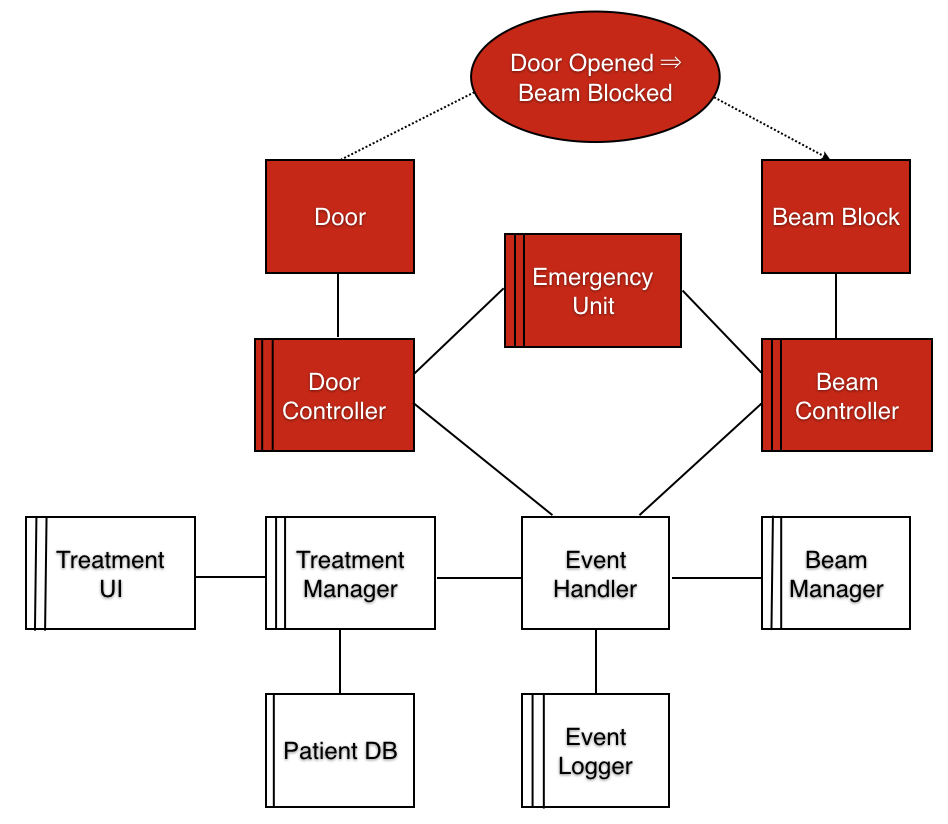 Door Opened ⇒
Beam Blocked
Door
Beam Block
Emergency
Unit
Door
Controller
Beam
Controller
Treatment
UI
Treatment
Manager
Event
Handler
Beam
Manager
Patient DB
Event
Logger